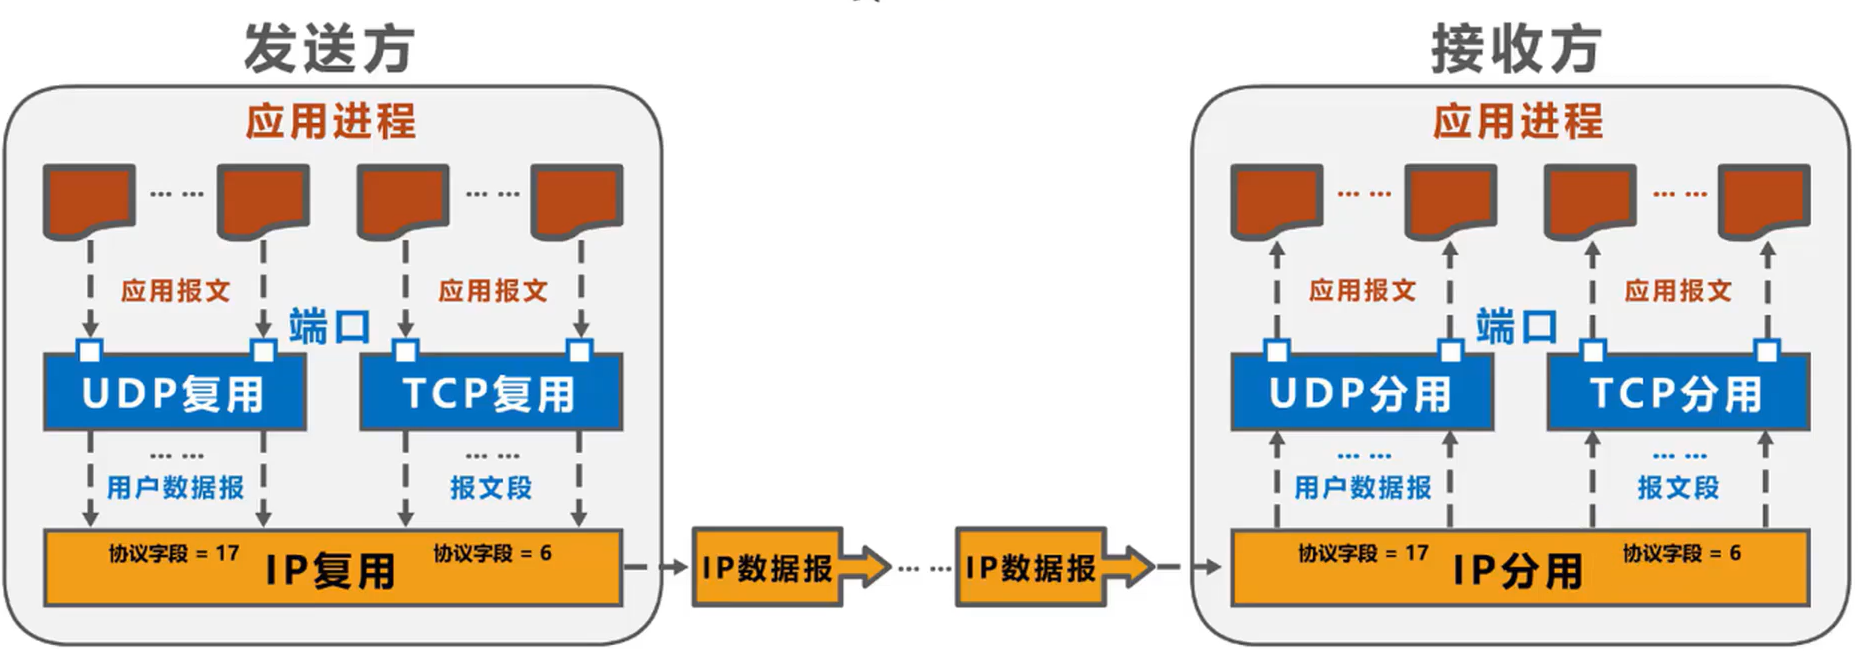 发送方
应用进程
… …
… …
应用报文
应用报文
端口
UDP复用
TCP复用
… …
… …
用户数据报
报文段
协议字段 = 17
IP复用
协议字段 = 6
IP数据报
… …
IP数据报
接收方
应用进程
… …
… …
应用报文
应用报文
端口
UDP分用
TCP分用
… …
… …
用户数据报
报文段
协议字段 = 17
IP分用
协议字段 = 6